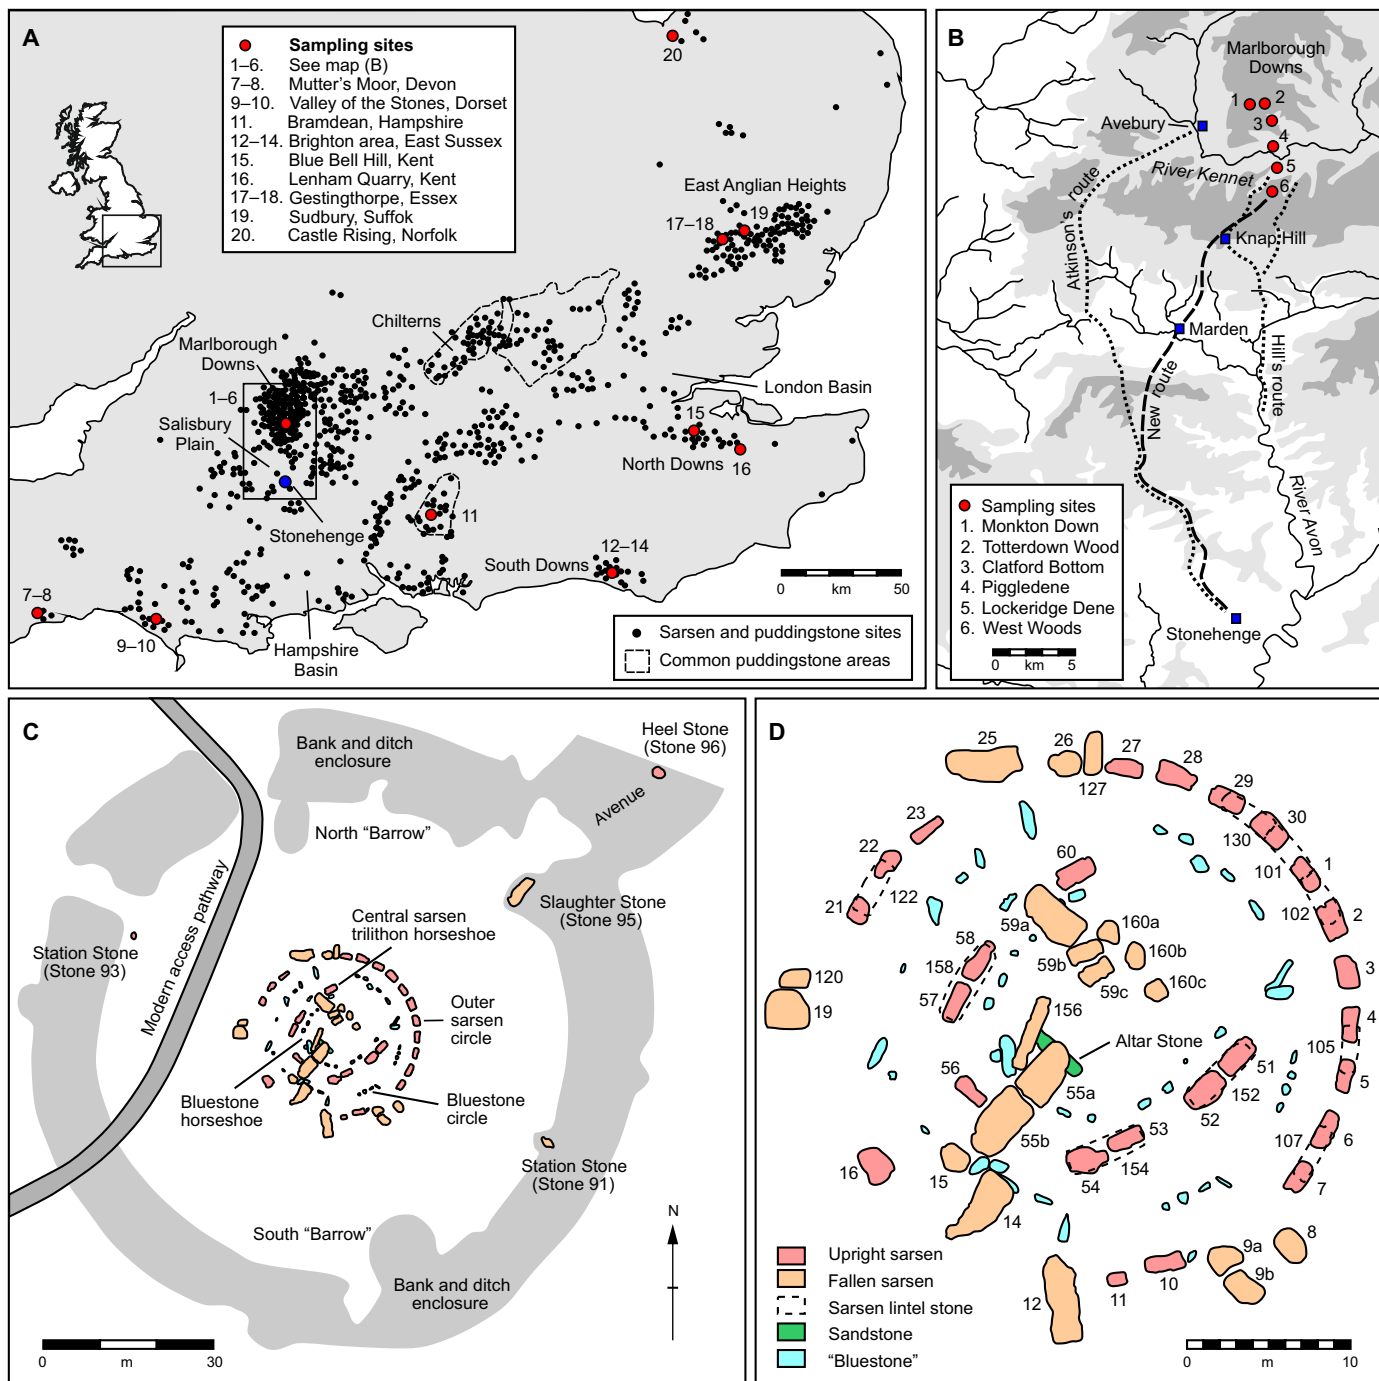 A
Sampling sites
1–6. See map (B)
7–8. Mutter's Moor, Devon
9–10. Valley of the Stones, Dorset
11. Bramdean, Hampshire
12–14. Brighton area, East Sussex
15. Blue Bell Hill, Kent
16. Lenham Quarry, Kent
17–18. Gestingthorpe, Essex
19. Sudbury, Suffok
20. Castle Rising, Norfolk
20
East Anglian Heights
17–18
19
Chilterns
Marlborough
Downs
1–6
London Basin
Salisbury
Plain
15
North Downs
16
11
Stonehenge
12–14
South Downs
7–8
9–10
Hampshire
Basin
0 km 50
Sarsen and puddingstone sites
Common puddingstone areas
B
Marlborough
Downs
1
2
3
Avebury
4
5
River Kennet
6
Atkinson's route
Knap Hill
Marden
Hill's route
New route
River Avon
Stonehenge
Sampling sites
1. Monkton Down
2. Totterdown Wood
3. Clatford Bottom
4. Piggledene
5. Lockeridge Dene
6. West Woods
0 km 5
C
Bank and ditch
enclosure
Heel Stone
(Stone 96)
Avenue
North "Barrow"
Modern access pathway
Slaughter Stone
(Stone 95)
Central sarsen
trilithon horseshoe
Station Stone
(Stone 93)
Outer
sarsen
circle
Bluestone
horseshoe
Bluestone
circle
Station Stone
(Stone 91)
South "Barrow"
Bank and ditch
enclosure
N
0 m 30
D
25
26
127
27
28
29
30
130
101
1
102
2
23
22
122
21
60
59a
160a
160b
160c
59b
59c
58
158
57
3
4
105
5
120
19
156
Altar Stone
51
152
52
56
55a
55b
53
154
54
107
6
7
16
15
14
8
9a
9b
10
11
12
Upright sarsen
Fallen sarsen
Sarsen lintel stone
Sandstone
"Bluestone"
0 m 10